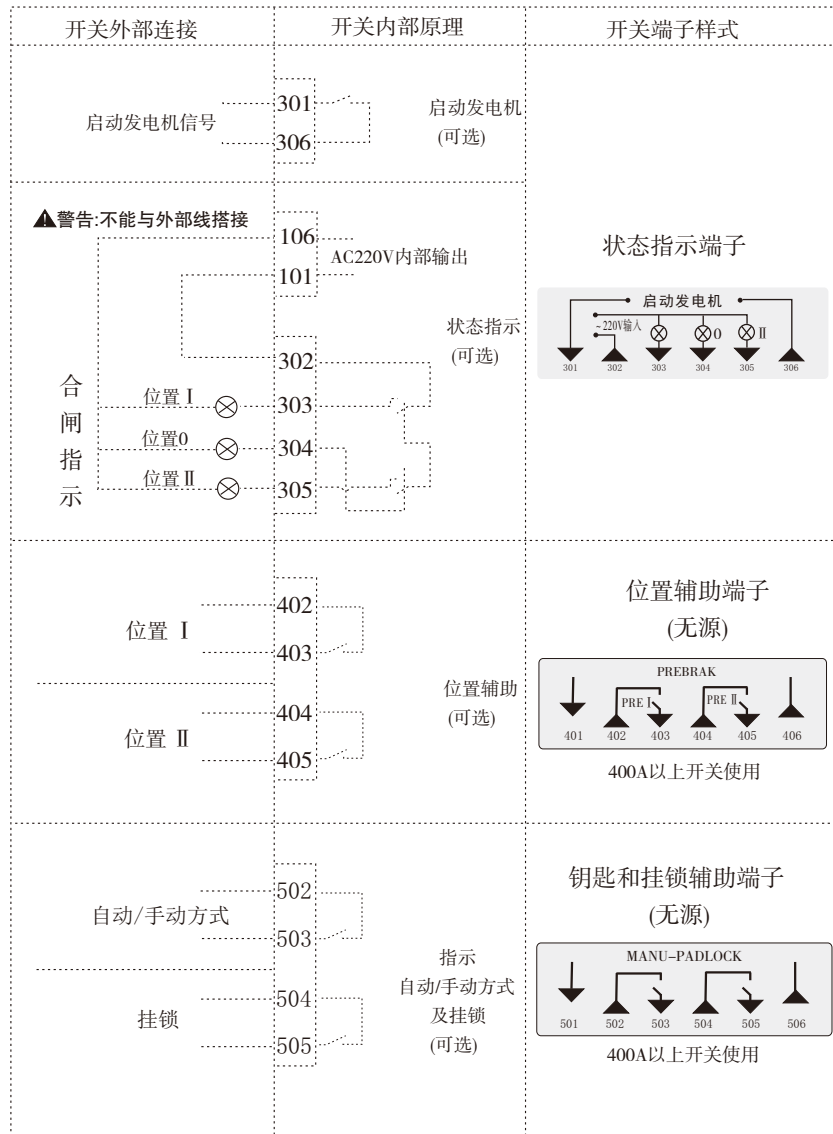 开关外部连接
开关内部原理
开关端子样式
启动发电机信号
301
306
启动发电机
(可选)
警告:不能与外部线搭接
106
101
AC220V内部输出
302
303
304
305
状态指示
(可选)
合
闸
指
示
位置 Ⅰ
位置0
位置Ⅱ
状态指示端子
启动发电机
~220V输入
0
Ⅱ
301 302 303 304 305 306
位置 Ⅰ
位置 Ⅱ
402
403
404
405
位置辅助
(可选)
位置辅助端子
(无源)
PREBRAK
PRE Ⅰ
PRE Ⅱ
401 402 403 404 405 406
400A以上开关使用
自动/手动方式
挂锁
502
503
504
505
指示
自动/手动方式
及挂锁
(可选)
钥匙和挂锁辅助端子
(无源)
MANU-PADLOCK
501 502 503 504 505 506
400A以上开关使用